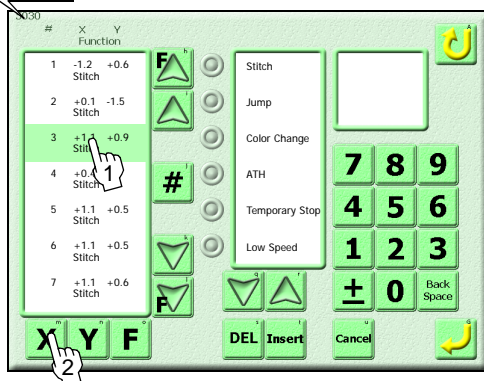 S030
# X Y
Function
1 -1.2 +0.6
Stitch
2 +0.1 -1.5
Stitch
3 +1.1 +0.9
Stitch
4
Stitch
5 +1.1 +0.5
Stitch
6 +1.1 +0.5
Stitch
7 +1.1 +0.6
Stitch
F
h
i
#
l
k
F
j
Stitch
Jump
Color Change
ATH
Temporary Stop
Low Speed
q
r
A
7 8 9
4 5 6
1 2 3
± 0 Back Space
X m
Y n
F o
DEL s
Insert t
Cancel u
G
1
2